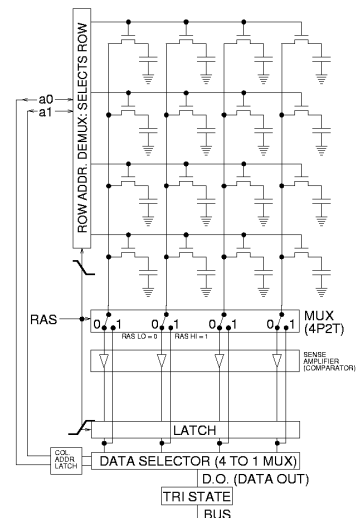 ROW ADDR. DEMUX: SELECTS ROW
a0
a1
RAS
0 1 0 1 0 1 0 1
MUX
(4P2T)
RAS LO = 0
RAS HI = 1
SENSE
AMPLIFIER
(COMPARATOR)
LATCH
COL.
ADDR.
LATCH
DATA SELECTOR (4 TO 1 MUX)
D.O. (DATA OUT)
TRI STATE
BUS